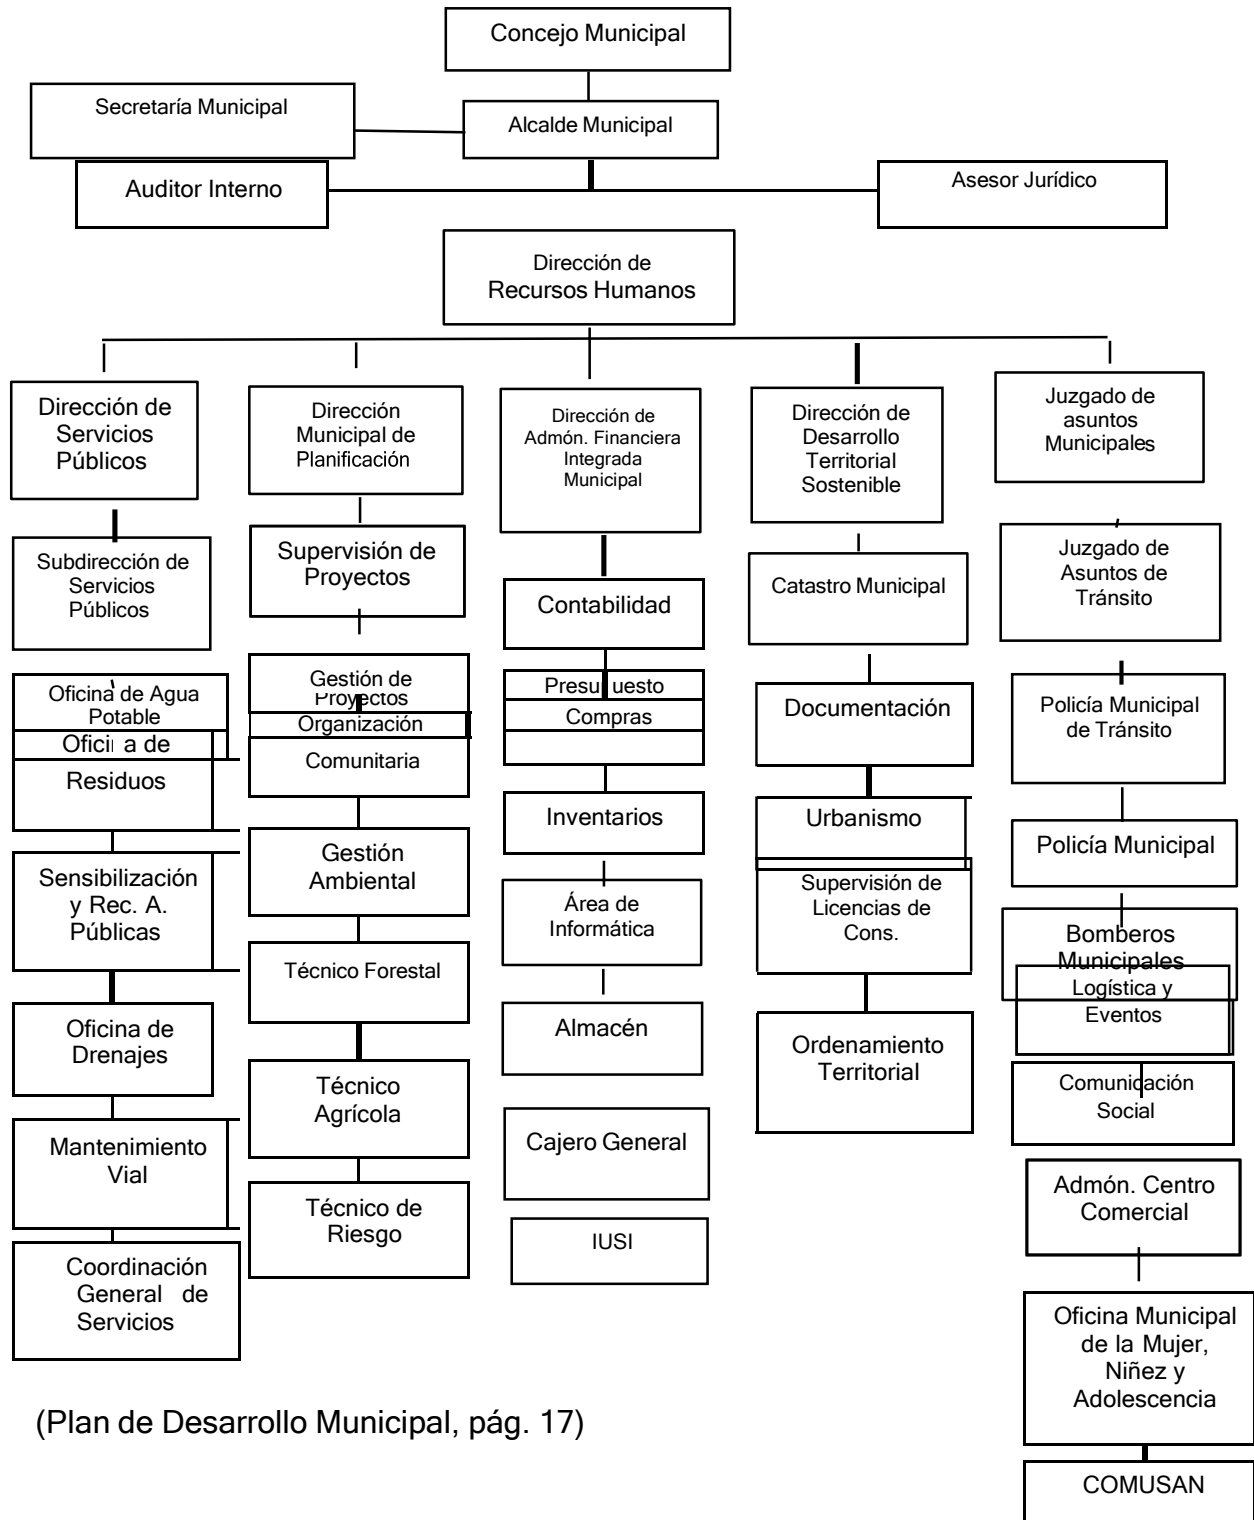 Concejo Municipal
Secretaría Municipal
Alcalde Municipal
Auditor Interno
Asesor Jurídico
Dirección de
Recursos Humanos
Dirección de
Servicios
Públicos
Subdirección de
Servicios
Públicos
Oficina de Agua
Potable
Oficina de
Residuos
Sensibilización
y Rec. A.
Públicas
Oficina de
Drenajes
Mantenimiento
Vial
Coordinación
General de
Servicios
Dirección
Municipal de
Planificación
Supervisión de
Proyectos
Gestión de
Proyectos
Organización
Comunitaria
Gestión
Ambiental
Técnico Forestal
Técnico
Agrícola
Técnico de
Riesgo
Dirección de
Admón. Financiera
Integrada
Municipal
Contabilidad
Presupuesto
Compras
Inventarios
Área de
Informática
Almacén
Cajero General
IUSI
Dirección de
Desarrollo
Territorial
Sostenible
Catastro Municipal
Documentación
Urbanismo
Supervisión de
Licencias de
Cons.
Ordenamiento
Territorial
Juzgado de
asuntos
Municipales
Juzgado de
Asuntos de
Tránsito
Policía Municipal
de Tránsito
Policía Municipal
Bomberos
Municipales
Logística y
Eventos
Comunicación
Social
Admón. Centro
Comercial
Oficina Municipal
de la Mujer,
Niñez y
Adolescencia
COMUSAN
(Plan de Desarrollo Municipal, pág. 17)